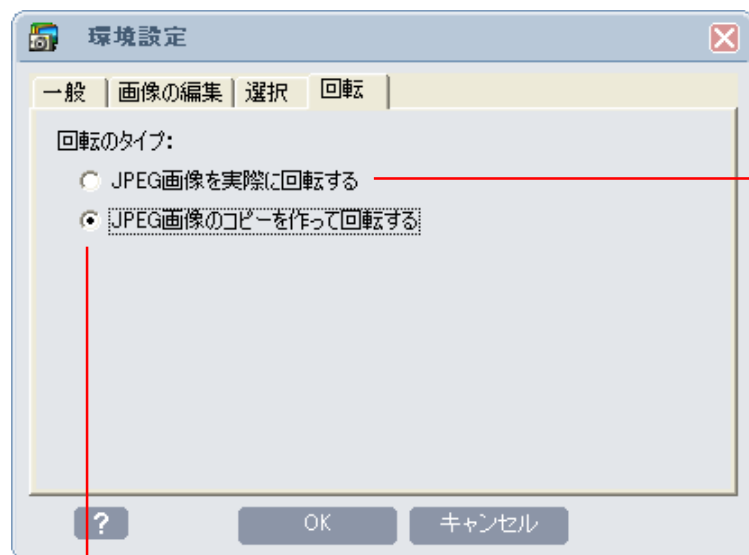 環境設定
一般 画像の編集 選択 回転
回転のタイプ:
JPEG画像を実際に回転する
JPEG画像のコピーを作って回転する
? OK キャンセル